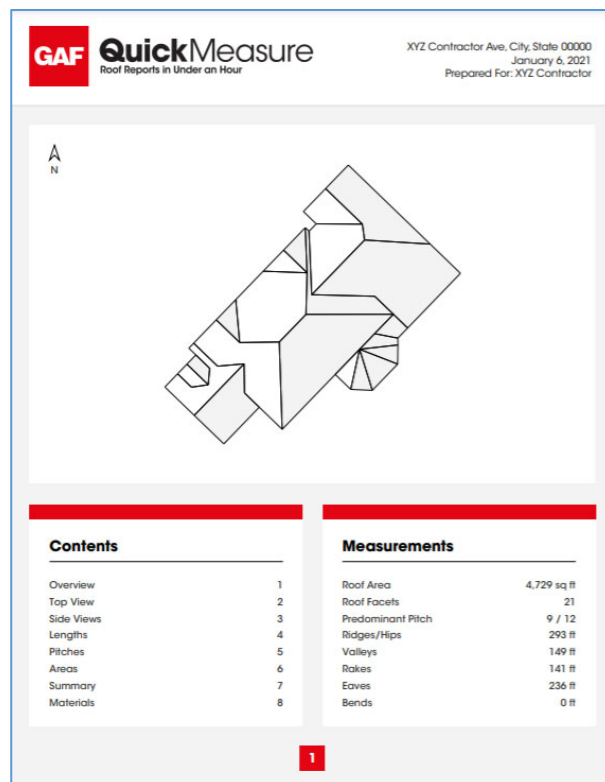 GAF
QuickMeasure
Roof Reports in Under an Hour
XYZ Contractor Ave, City, State 00000
January 6, 2021
Prepared For: XYZ Contractor
N
Contents
Overview 1
Top View 2
Side Views 3
Lengths 4
Pitches 5
Areas 6
Summary 7
Materials 8
Measurements
Roof Area 4,729 sq ft
Roof Facets 21
Predominant Pitch 9 / 12
Ridges/Hips 293 ft
Valleys 149 ft
Rakes 141 ft
Eaves 236 ft
Bends 0 ft
1